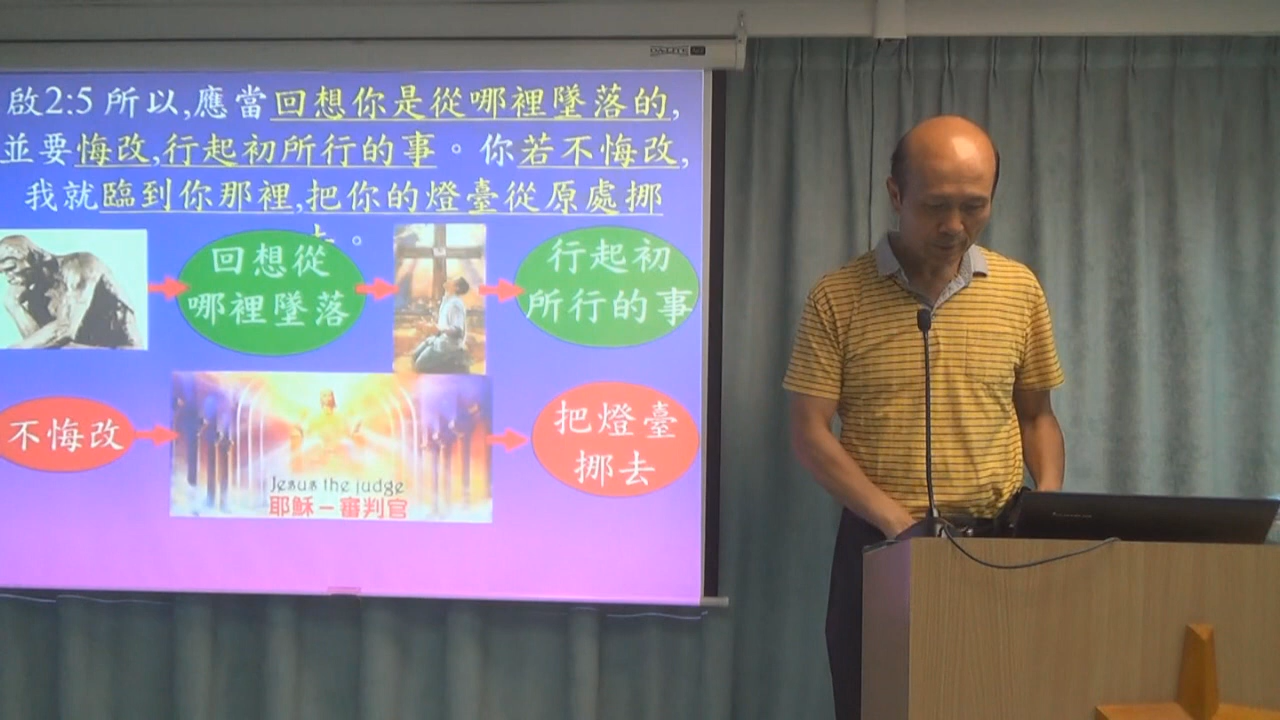 啟2:5 所以,應當回想你是從哪裡墜落的,
並要悔改,行起初所行的事。你若不悔改,
我就臨到你那裡,把你的燈臺從原處挪
。
回想從
哪裡墜落
行起初
所行的事
不悔改
Jesus the judge
耶穌－審判官
把燈臺
挪去